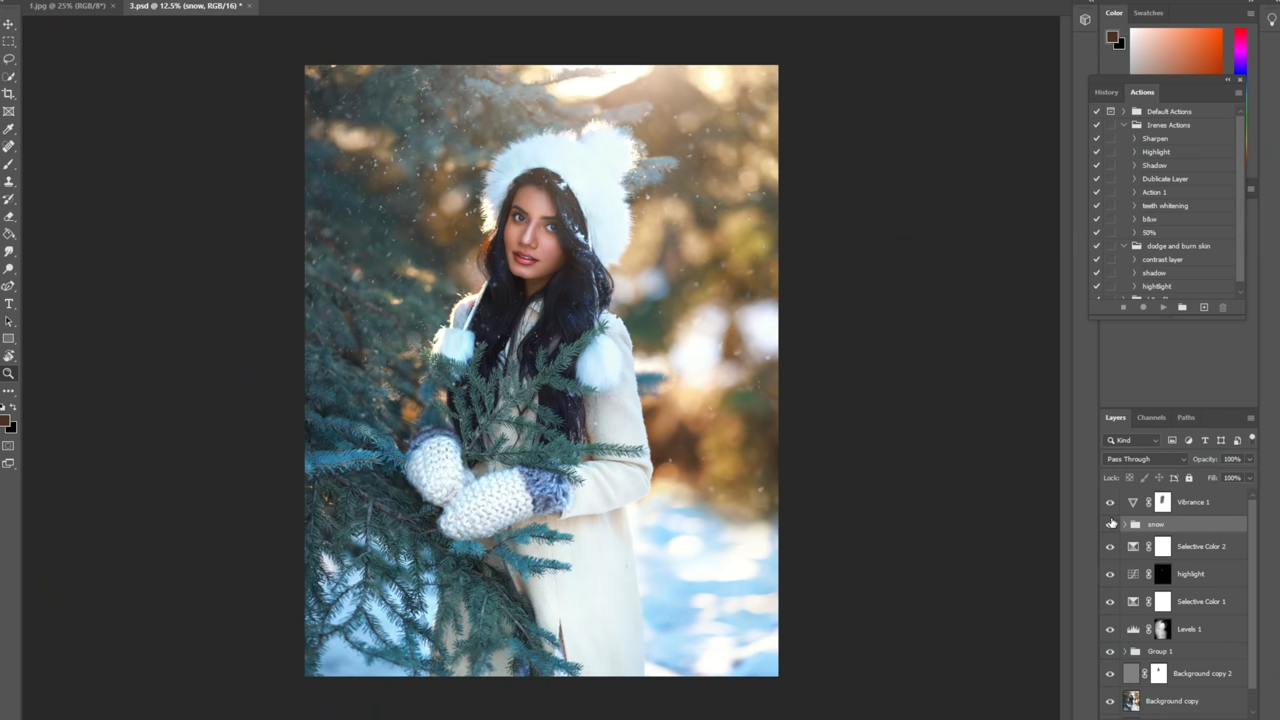 1.jpg @ 25% (RGB/8*) × 3.psd @ 12.5% (snow, RGB/16) * ×
Color Swatches
History Actions
Default Actions
Irenes Actions
Sharpen
Highlight
Shadow
Dublicate Layer
Action 1
teeth whitening
b&w
50%
dodge and burn skin
contrast layer
shadow
hightlight
Layers Channels Paths
Kind
Pass Through Opacity: 100%
Lock: Fill: 100%
Vibrance 1
snow
Selective Color 2
highlight
Selective Color 1
Levels 1
Group 1
Background copy 2
Background copy